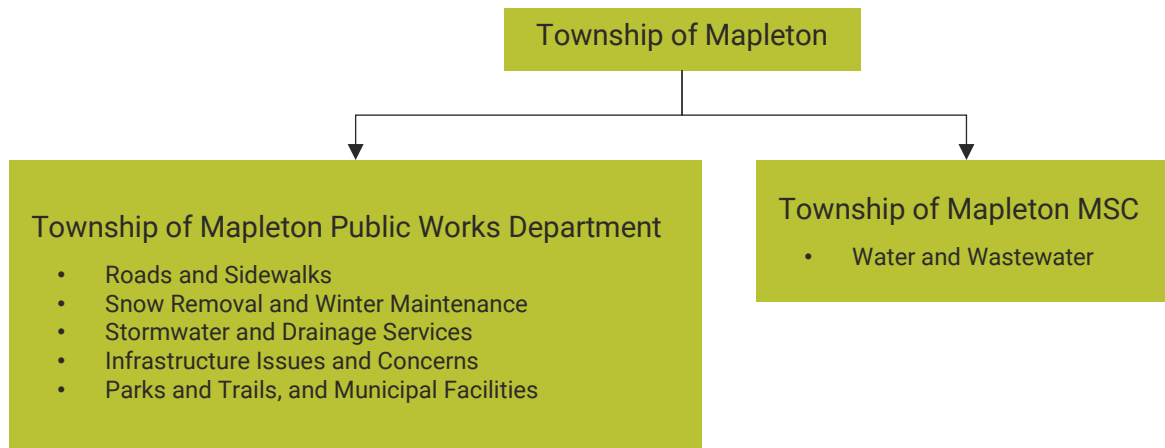 Township of Mapleton
Township of Mapleton Public Works Department
• Roads and Sidewalks
• Snow Removal and Winter Maintenance
• Stormwater and Drainage Services
• Infrastructure Issues and Concerns
• Parks and Trails, and Municipal Facilities
Township of Mapleton MSC
• Water and Wastewater